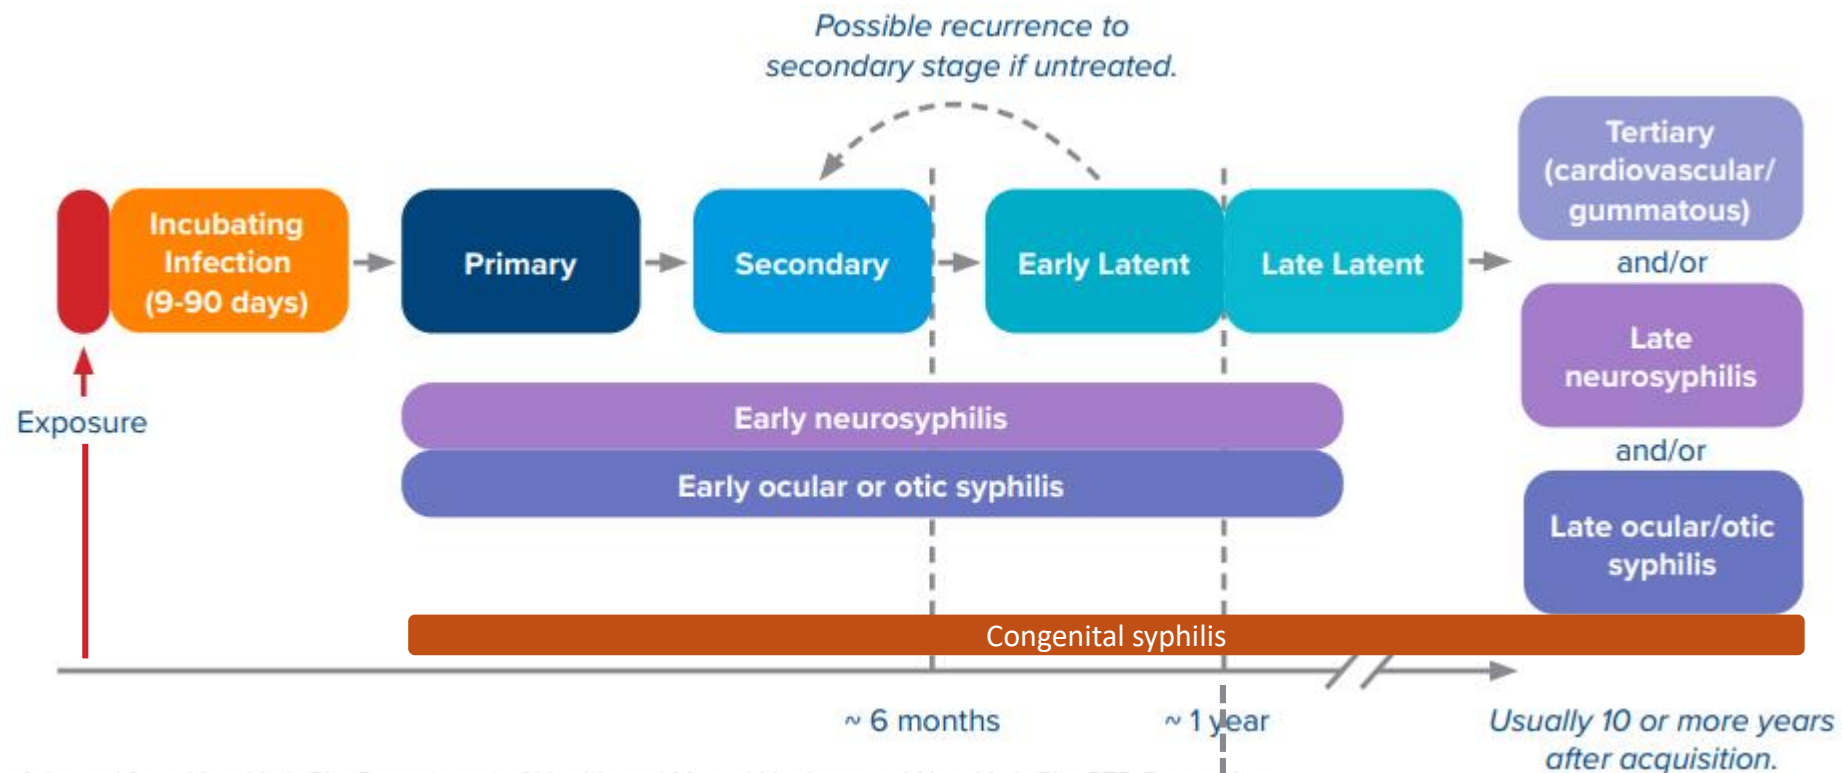 Possible recurrence to
secondary stage if untreated.
Incubating
Infection
(9-90 days)
Primary
Secondary
Early Latent
Late Latent
Tertiary
(cardiovascular/
gummatous)
and/or
Late
neurosyphilis
and/or
Late ocular/otic
syphilis
Exposure
Early neurosyphilis
Early ocular or otic syphilis
Congenital syphilis
~ 6 months
~ 1 year
Usually 10 or more years
after acquisition.